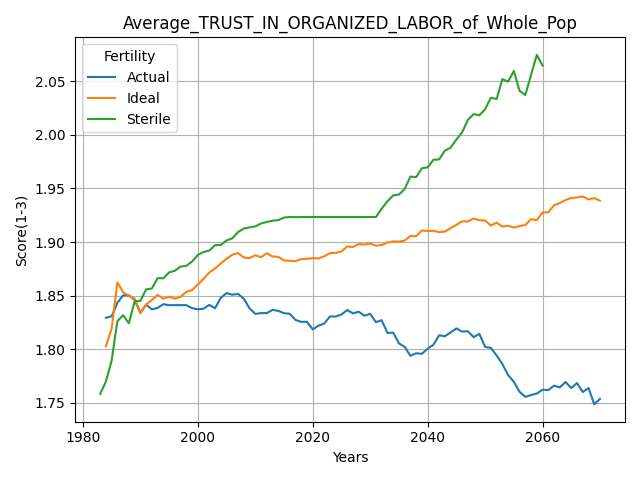 Average_TRUST_IN_ORGANIZED_LABOR_of_Whole_Pop
Fertility
Actual
Ideal
Sterile
Score(1-3)
2.05
2.00
1.95
1.90
1.85
1.80
1.75
1980 2000 2020 2040 2060
Years